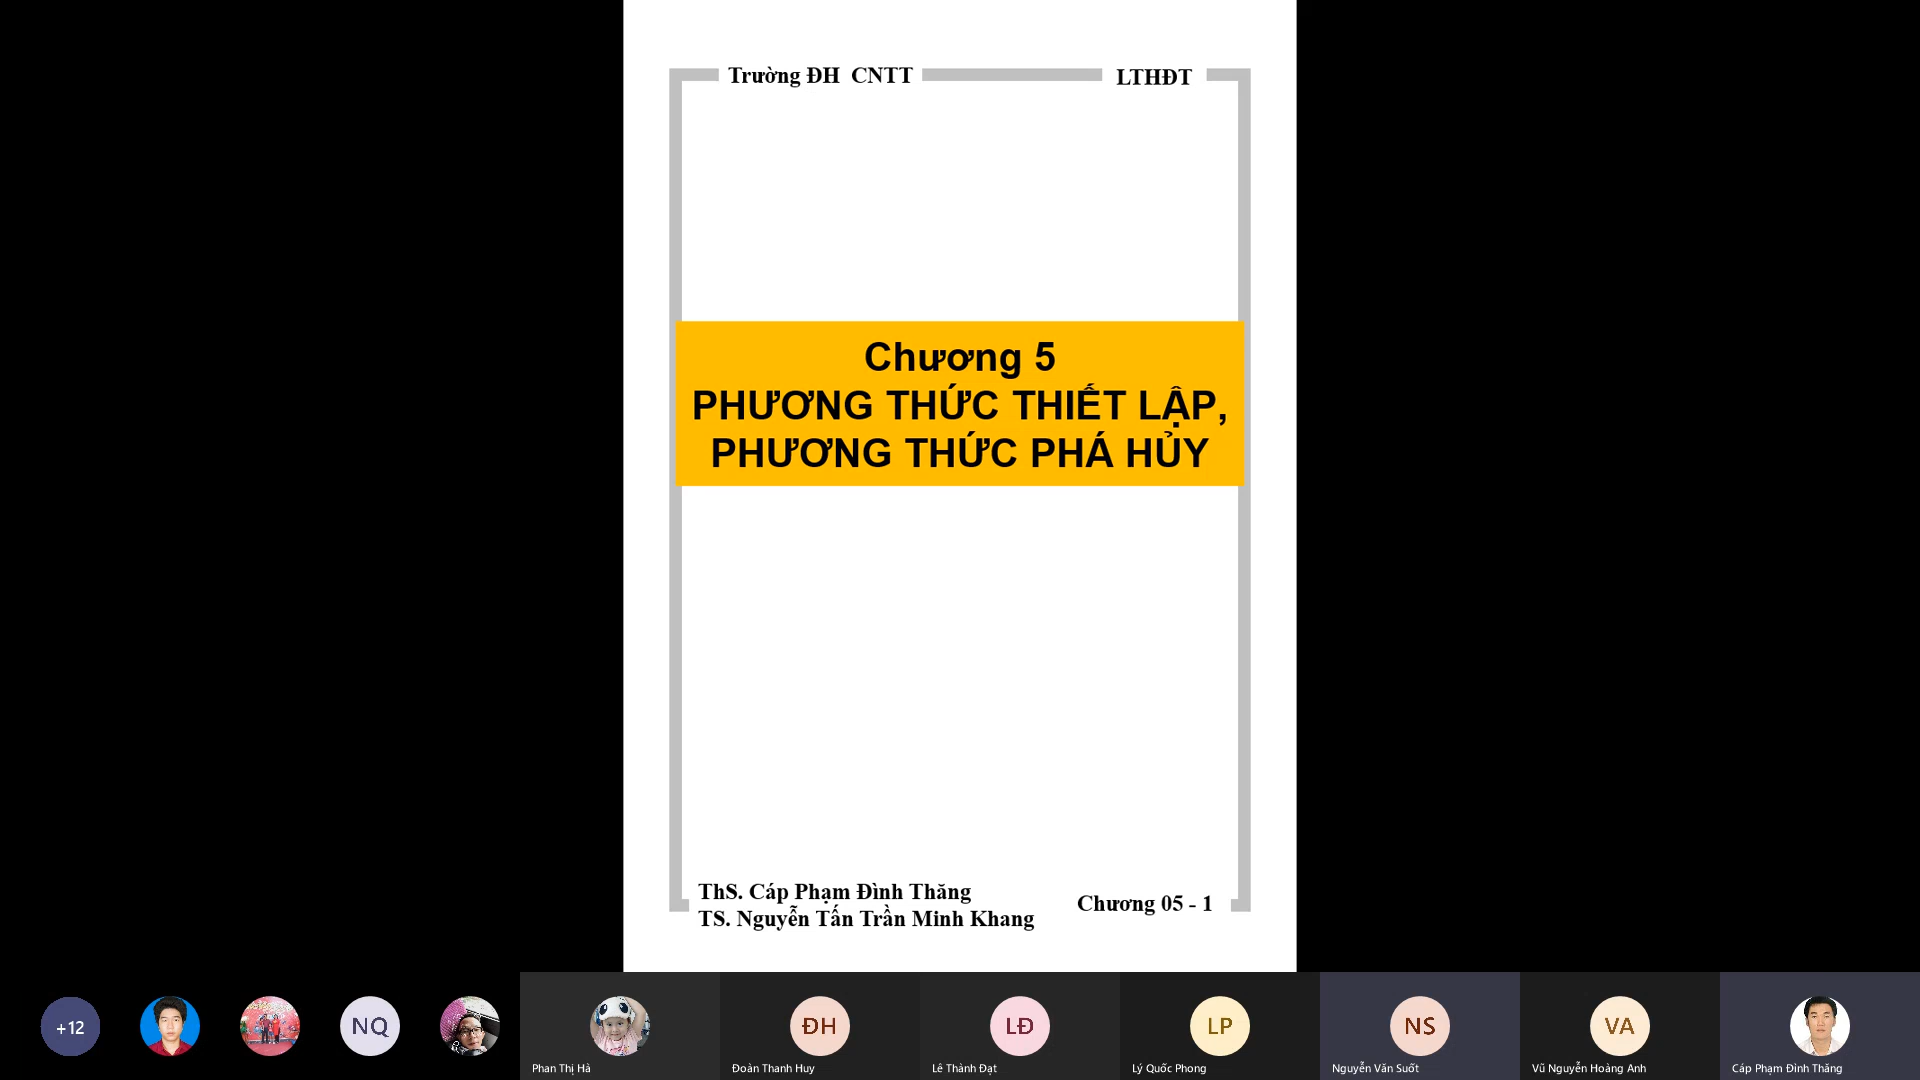 Trường ĐH CNTT
LTHĐT
Chương 5
PHƯƠNG THỨC THIẾT LẬP,
PHƯƠNG THỨC PHÁ HỦY
ThS. Cáp Phạm Đình Thăng
TS. Nguyễn Tấn Trần Minh Khang
Chương 05 - 1
+12
NQ
ĐH
LĐ
LP
NS
VA
Phan Thị Hà
Đoàn Thanh Huy
Lê Thành Đạt
Lý Quốc Phong
Nguyễn Văn Suốt
Vũ Nguyễn Hoàng Anh
Cáp Phạm Đình Thăng